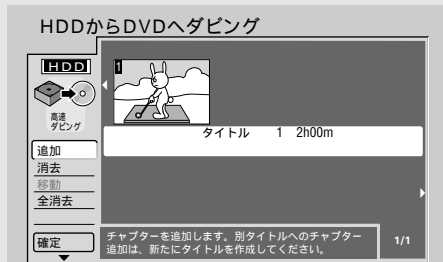 HDDからDVDへダビング
HDD
1
高速
ダビング
タイトル 1 2h00m
追加
消去
移動
全消去
確定
チャプターを追加します。別タイトルへのチャプター
追加は、新たにタイトルを作成してください。
1/1